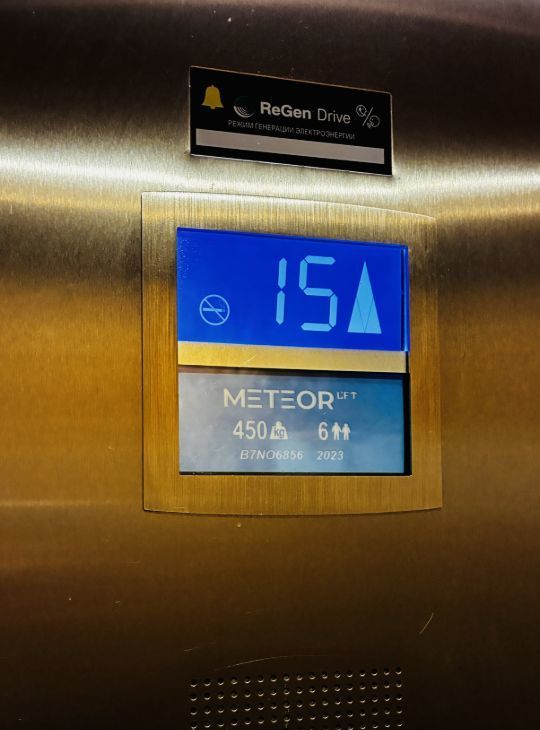 ReGen Drive
РЕЖИМ ГЕНЕРАЦИИ ЭЛЕКТРОЭНЕРГИИ
15
METEOR LIFT
450 kg 6
B7NO6856 2023